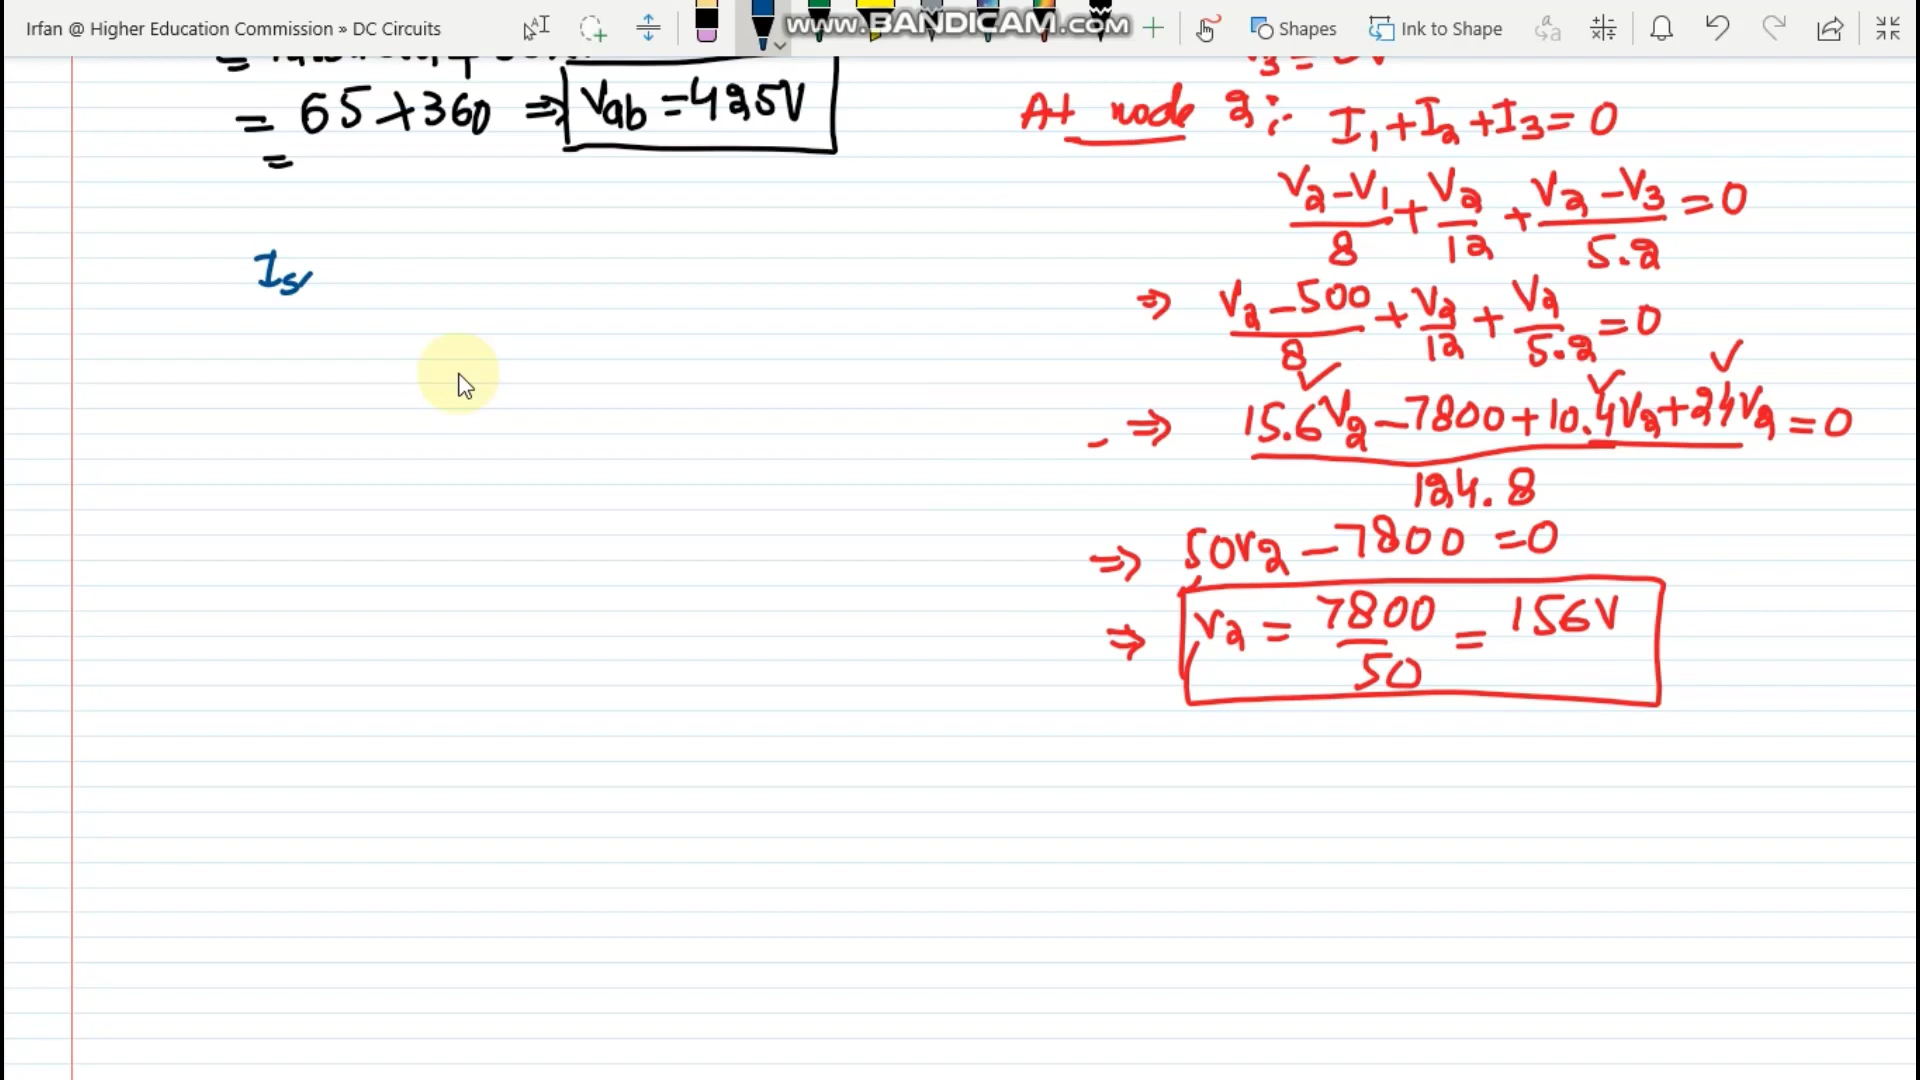 Irfan @ Higher Education Commission » DC Circuits
www.BANDICAM.com
Shapes
Ink to Shape
= 65 + 360 ⇒ Vab = 425V
=
Is
V3 = 0V
At node 2:- I1 + I2 + I3 = 0
V2 - V1 / 8 + V2 / 12 + V2 - V3 / 5.2 = 0
⇒ V2 - 500 / 8 + V2 / 12 + V2 / 5.2 = 0
⇒ 15.6V2 - 7800 + 10.4V2 + 24V2 / 124.8 = 0
⇒ 50V2 - 7800 = 0
⇒ V2 = 7800 / 50 = 156V